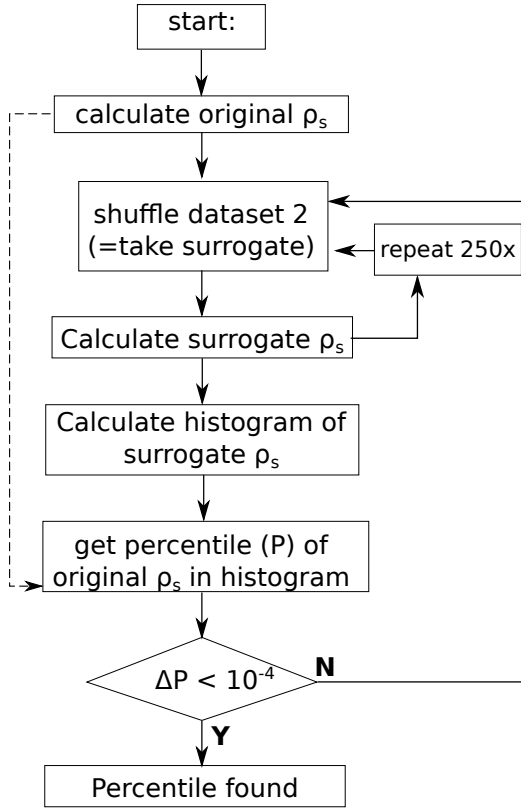 start:
calculate original ρs
shuffle dataset 2
(=take surrogate)
repeat 250x
Calculate surrogate ρs
Calculate histogram of
surrogate ρs
get percentile (P) of
original ρs in histogram
ΔP < 10-4
N
Y
Percentile found